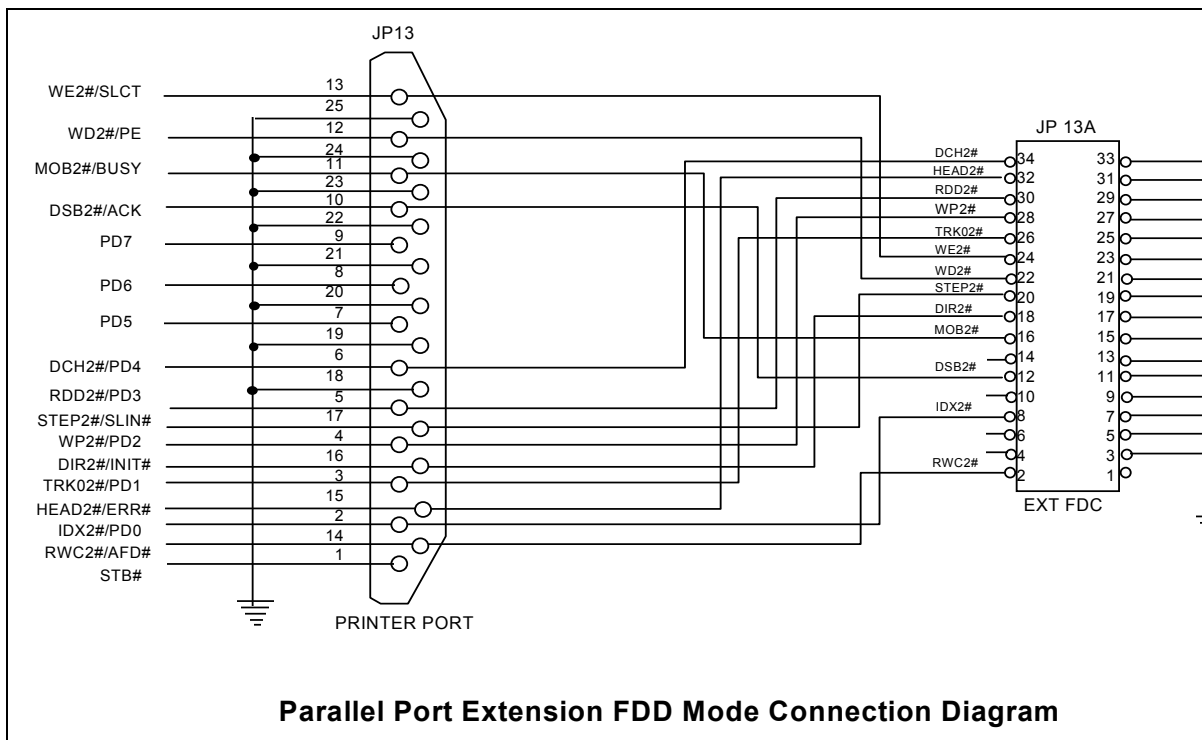 JP13
WE2#/SLCT
13
25
WD2#/PE
12
24
MOB2#/BUSY
11
23
DSB2#/ACK
10
22
PD7
9
21
PD6
8
20
PD5
7
19
DCH2#/PD4
6
18
RDD2#/PD3
5
STEP2#/SLIN#
17
WP2#/PD2
4
DIR2#/INIT#
16
TRK02#/PD1
3
HEAD2#/ERR#
15
IDX2#/PD0
2
RWC2#/AFD#
14
STB#
1
PRINTER PORT
JP 13A
DCH2# 34 33
HEAD2# 32 31
RDD2# 30 29
WP2# 28 27
TRK02# 26 25
WE2# 24 23
WD2# 22 21
STEP2# 20 19
DIR2# 18 17
MOB2# 16 15
14 13
DSB2# 12 11
10 9
IDX2# 8 7
6 5
4 3
RWC2# 2 1
EXT FDC
Parallel Port Extension FDD Mode Connection Diagram